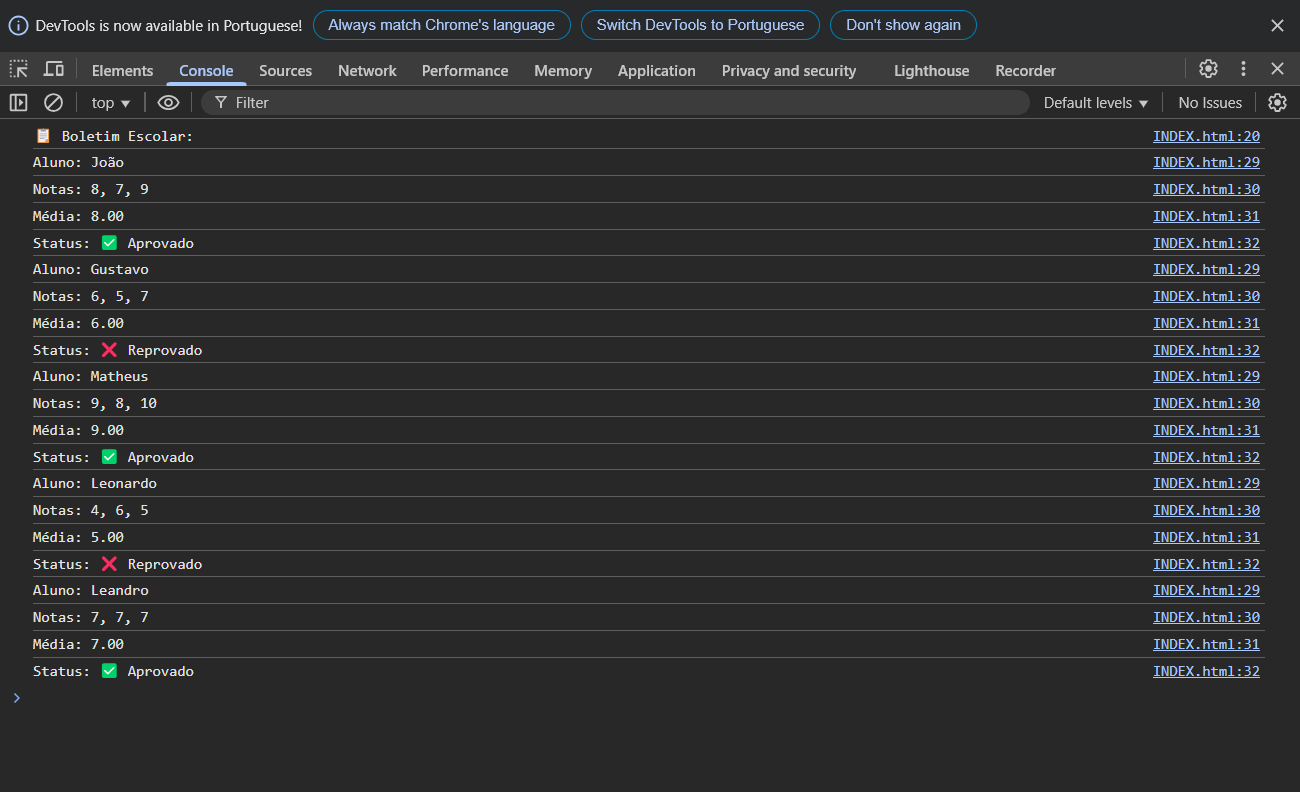 DevTools is now available in Portuguese! Always match Chrome's language Switch DevTools to Portuguese Don't show again
Elements Console Sources Network Performance Memory Application Privacy and security Lighthouse Recorder
top Filter Default levels No Issues
📋 Boletim Escolar: INDEX.html:20
Aluno: João INDEX.html:29
Notas: 8, 7, 9 INDEX.html:30
Média: 8.00 INDEX.html:31
Status: ✅ Aprovado INDEX.html:32
Aluno: Gustavo INDEX.html:29
Notas: 6, 5, 7 INDEX.html:30
Média: 6.00 INDEX.html:31
Status: ❌ Reprovado INDEX.html:32
Aluno: Matheus INDEX.html:29
Notas: 9, 8, 10 INDEX.html:30
Média: 9.00 INDEX.html:31
Status: ✅ Aprovado INDEX.html:32
Aluno: Leonardo INDEX.html:29
Notas: 4, 6, 5 INDEX.html:30
Média: 5.00 INDEX.html:31
Status: ❌ Reprovado INDEX.html:32
Aluno: Leandro INDEX.html:29
Notas: 7, 7, 7 INDEX.html:30
Média: 7.00 INDEX.html:31
Status: ✅ Aprovado INDEX.html:32